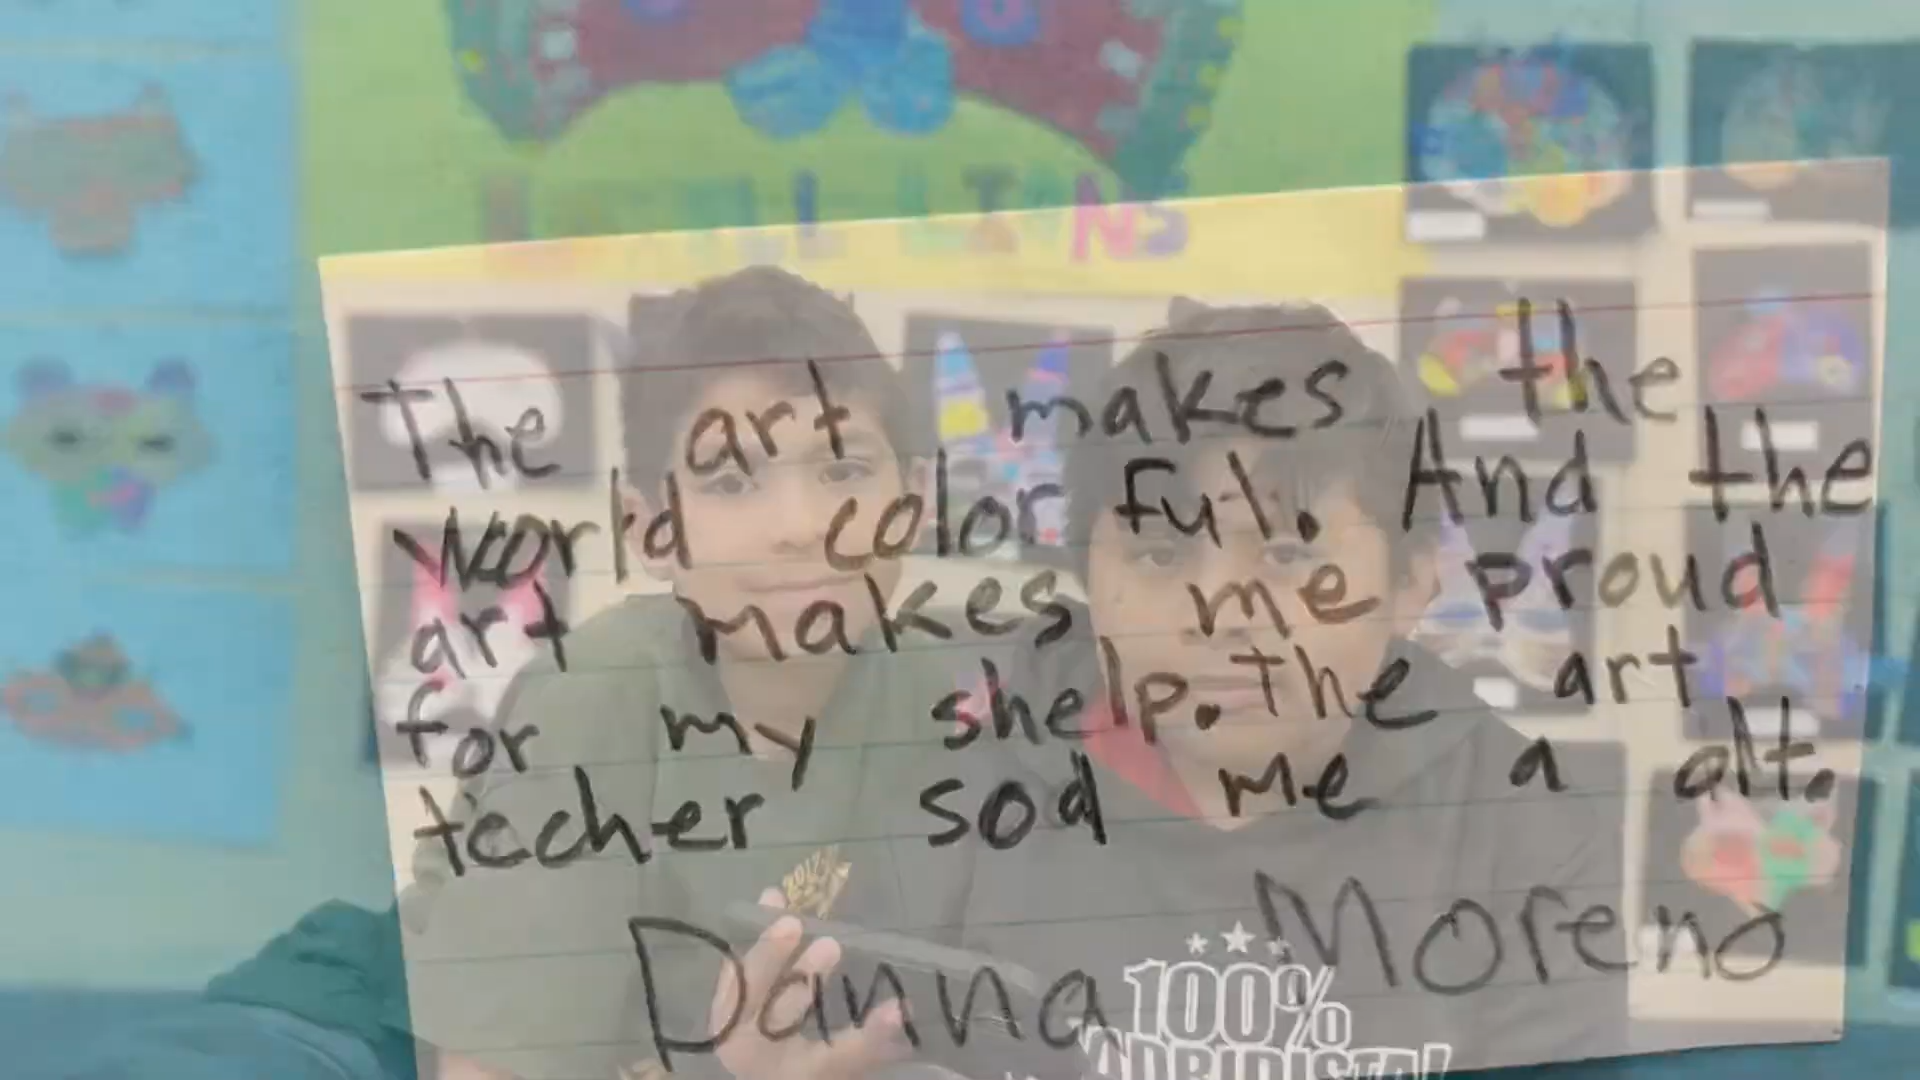 The art makes the
world colorful. And the
art makes me proud
for my shelp. The art
techer sod me a alt.
Danna Moreno
2017
100%